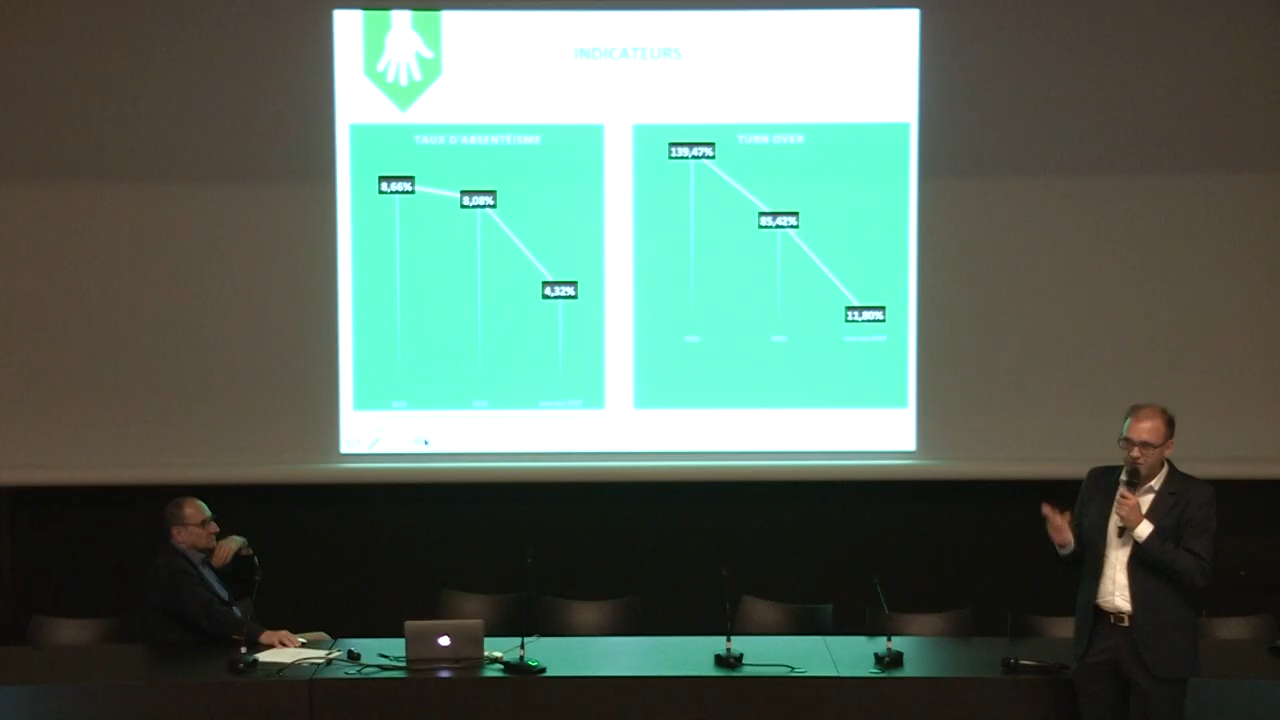 INDICATEURS
TAUX D'ABSENTÉISME
8,66%
8,08%
4,32%
TURN-OVER
139,47%
85,42%
11,80%